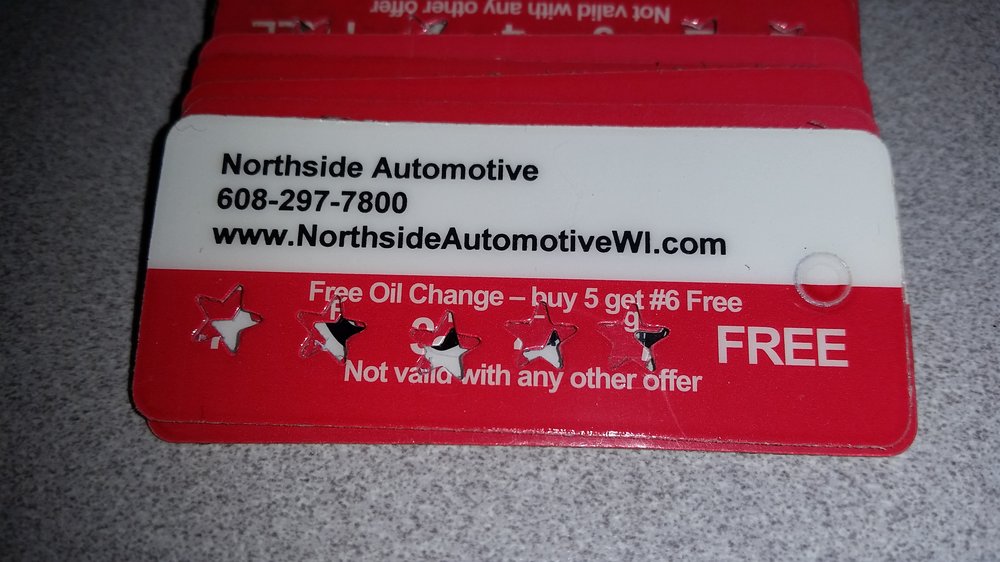 Not valid with any other offer
Northside Automotive
608-297-7800
www.NorthsideAutomotiveWI.com
Free Oil Change – buy 5 get #6 Free
FREE
Not valid with any other offer